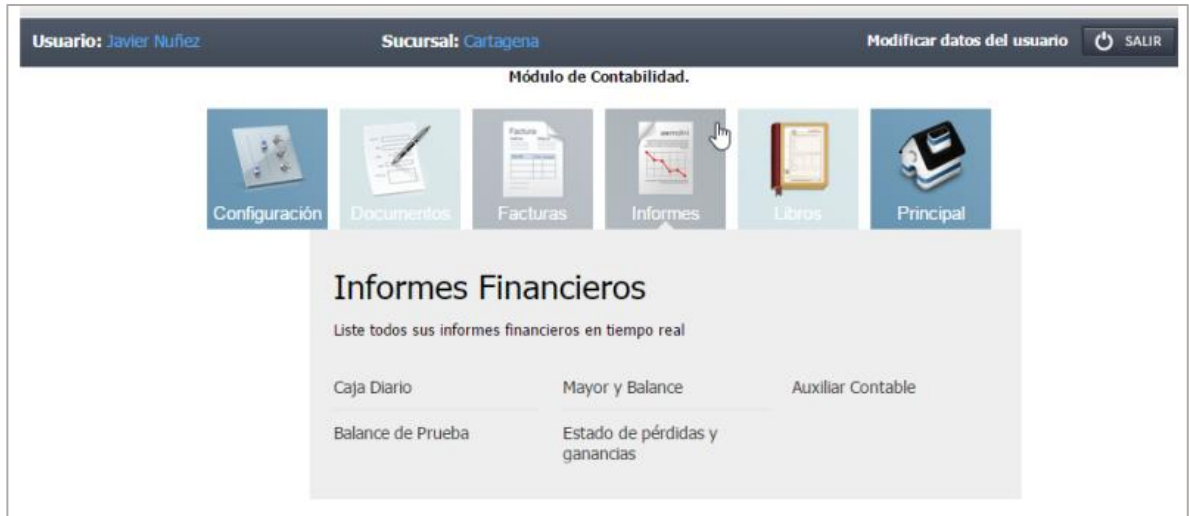 Usuario: Javier Nuñez Sucursal: Cartagena Modificar datos del usuario SALIR
Módulo de Contabilidad.
Factura
Configuración Documentos Facturas Informes Libros Principal
Informes Financieros
Liste todos sus informes financieros en tiempo real
Caja Diario Mayor y Balance Auxiliar Contable
Balance de Prueba Estado de pérdidas y
ganancias